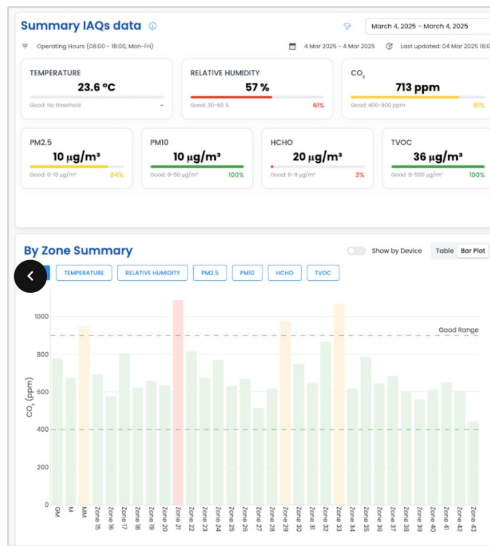 Summary IAQs data
March 4, 2025 – March 4, 2025
Operating Hours (08:00 - 18:00, Mon-Fri)
4 Mar 2025 - 4 Mar 2025
Last updated: 04 Mar 2025 18:0
TEMPERATURE
23.6 °C
Good: No threshold
-
RELATIVE HUMIDITY
57 %
Good: 30-60 %
61%
CO₂
713 ppm
Good: 400-900 ppm
81%
PM2.5
10 µg/m³
Good: 0-15 µg/m³
84%
PM10
10 µg/m³
Good: 0-50 µg/m³
100%
HCHO
20 µg/m³
Good: 0-9 µg/m³
3%
TVOC
36 µg/m³
Good: 0-500 µg/m³
100%
By Zone Summary
Show by Device
Table
Bar Plot
TEMPERATURE
RELATIVE HUMIDITY
PM2.5
PM10
HCHO
TVOC
Good Range
CO₂ (ppm)
1000
800
600
400
200
0
GM
M
MM
Zone 15
Zone 16
Zone 17
Zone 18
Zone 19
Zone 20
Zone 21
Zone 22
Zone 23
Zone 24
Zone 25
Zone 26
Zone 27
Zone 28
Zone 29
Zone 30
Zone 31
Zone 32
Zone 33
Zone 34
Zone 35
Zone 36
Zone 37
Zone 38
Zone 39
Zone 40
Zone 41
Zone 42
Zone 43